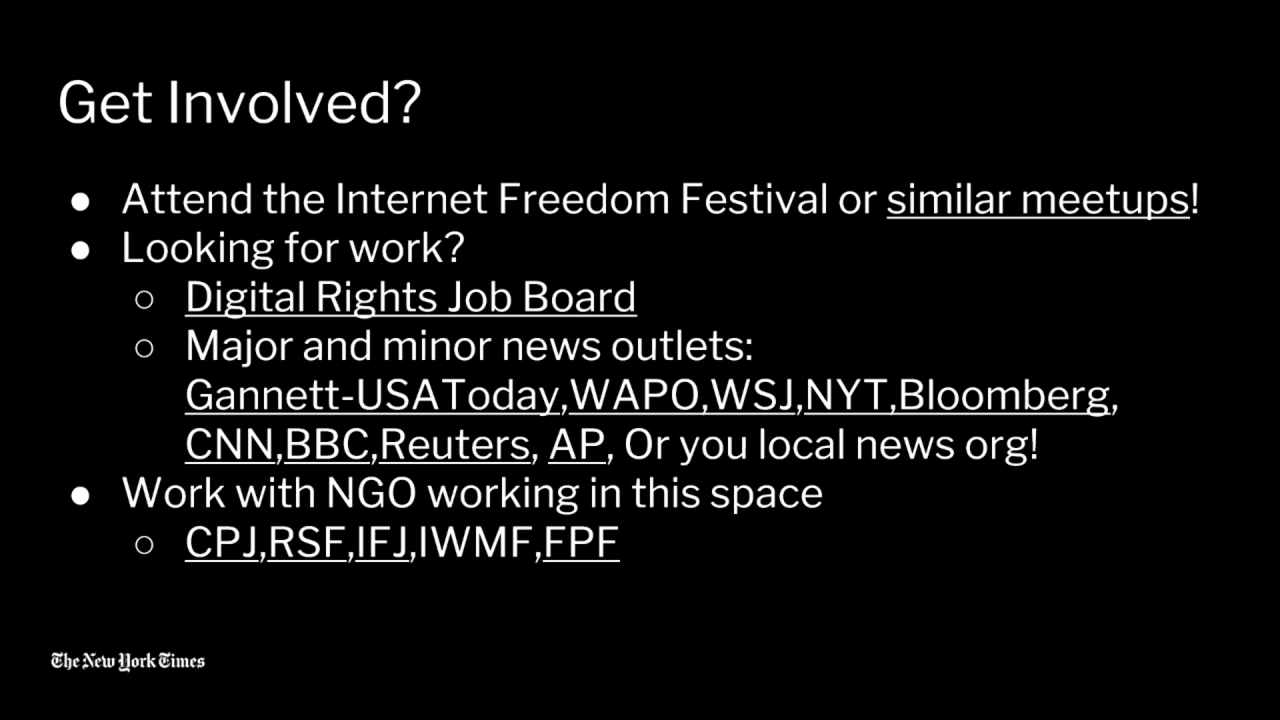 Get Involved?
● Attend the Internet Freedom Festival or similar meetups!
● Looking for work?
○ Digital Rights Job Board
○ Major and minor news outlets:
Gannett-USAToday,WAPO,WSJ,NYT,Bloomberg,
CNN,BBC,Reuters, AP, Or you local news org!
● Work with NGO working in this space
○ CPJ,RSF,IFJ,IWMF,FPF
The New York Times